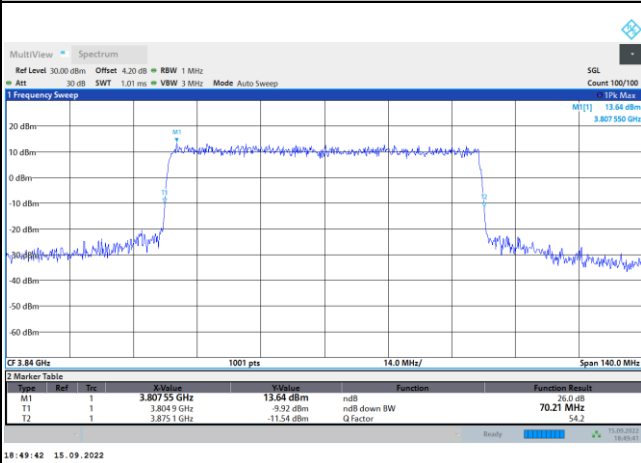 MultiView Spectrum
Ref Level 30.00 dBm Offset 4.20 dB RBW 1 MHz SGL
Att 30 dB SWT 1.01 ms VBW 3 MHz Mode Auto Sweep Count 100/100
1 Frequency Sweep 1Pk Max
M1[1] 13.64 dBm
3.807 550 GHz
20 dBm
M1
10 dBm
0 dBm
T1 T2
-10 dBm
-20 dBm
-30 dBm
-40 dBm
-50 dBm
-60 dBm
CF 3.84 GHz 1001 pts 14.0 MHz/ Span 140.0 MHz
2 Marker Table
Type Ref Trc X-Value Y-Value Function Function Result
M1 1 3.807 55 GHz 13.64 dBm ndB 26.0 dB
T1 1 3.804 9 GHz -9.92 dBm ndB down BW 70.21 MHz
T2 1 3.875 1 GHz -11.54 dBm Q Factor 54.2
Ready 15.09.2022
18:49:41
18:49:42 15.09.2022